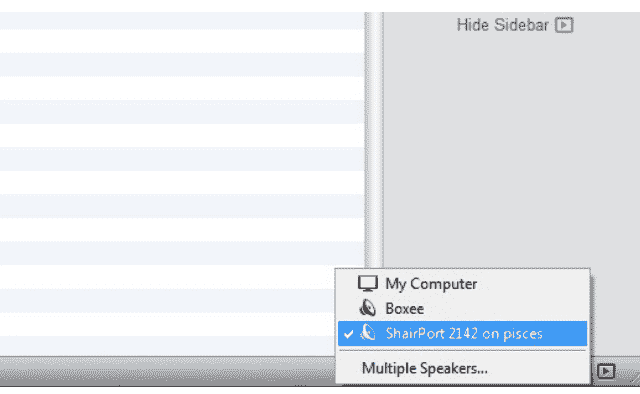 Hide Sidebar
My Computer
Boxee
ShairPort 2142 on pisces
Multiple Speakers...